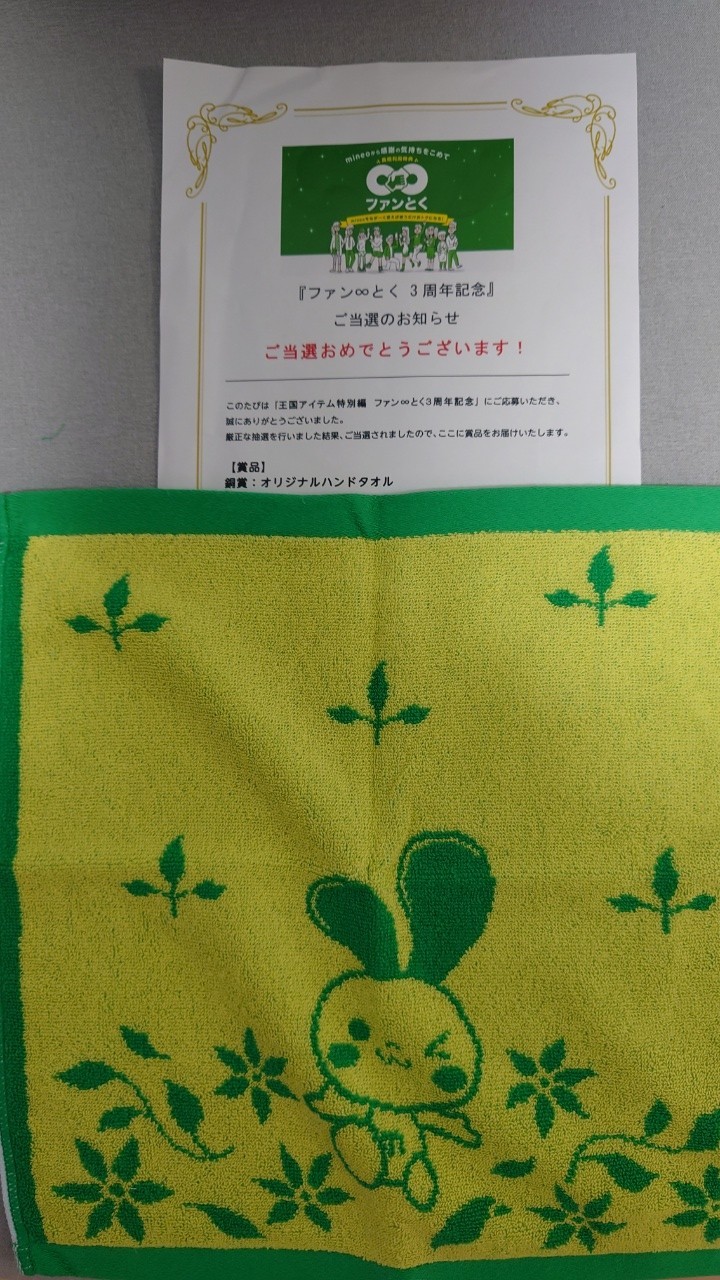 mineoから感謝の気持ちをこめて
ファンとく
『ファン∞とく 3周年記念』
ご当選のお知らせ
ご当選おめでとうございます！
このたびは「王国アイテム特別編 ファン∞とく3周年記念」にご応募いただき、
誠にありがとうございました。
厳正な抽選を行いました結果、ご当選されましたので、ここに賞品をお届けいたします。
【賞品】
銅賞：オリジナルハンドタオル